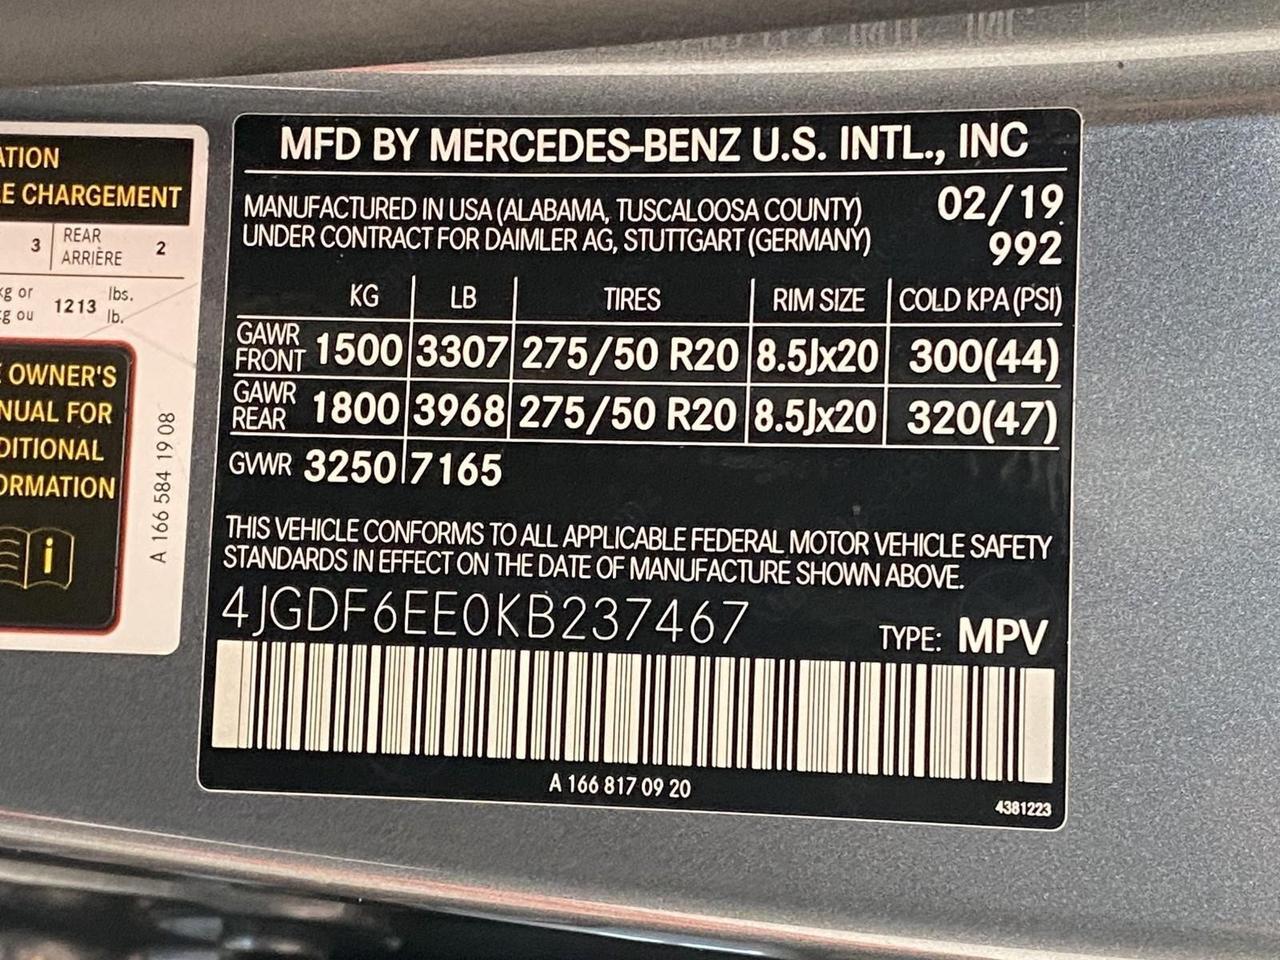 ATION
E CHARGEMENT
3 REAR ARRIÈRE 2
kg or 1213 lbs.
kg ou lb.
OWNER'S
NUAL FOR
DITIONAL
ORMATION
i
A 166 584 19 08
MFD BY MERCEDES-BENZ U.S. INTL., INC
MANUFACTURED IN USA (ALABAMA, TUSCALOOSA COUNTY) 02/19
UNDER CONTRACT FOR DAIMLER AG, STUTTGART (GERMANY) 992
KG LB TIRES RIM SIZE COLD KPA (PSI)
GAWR FRONT 1500 3307 275/50 R20 8.5Jx20 300(44)
GAWR REAR 1800 3968 275/50 R20 8.5Jx20 320(47)
GVWR 3250 7165
THIS VEHICLE CONFORMS TO ALL APPLICABLE FEDERAL MOTOR VEHICLE SAFETY
STANDARDS IN EFFECT ON THE DATE OF MANUFACTURE SHOWN ABOVE.
4JGDF6EE0KB237467 TYPE: MPV
A 166 817 09 20
4381223